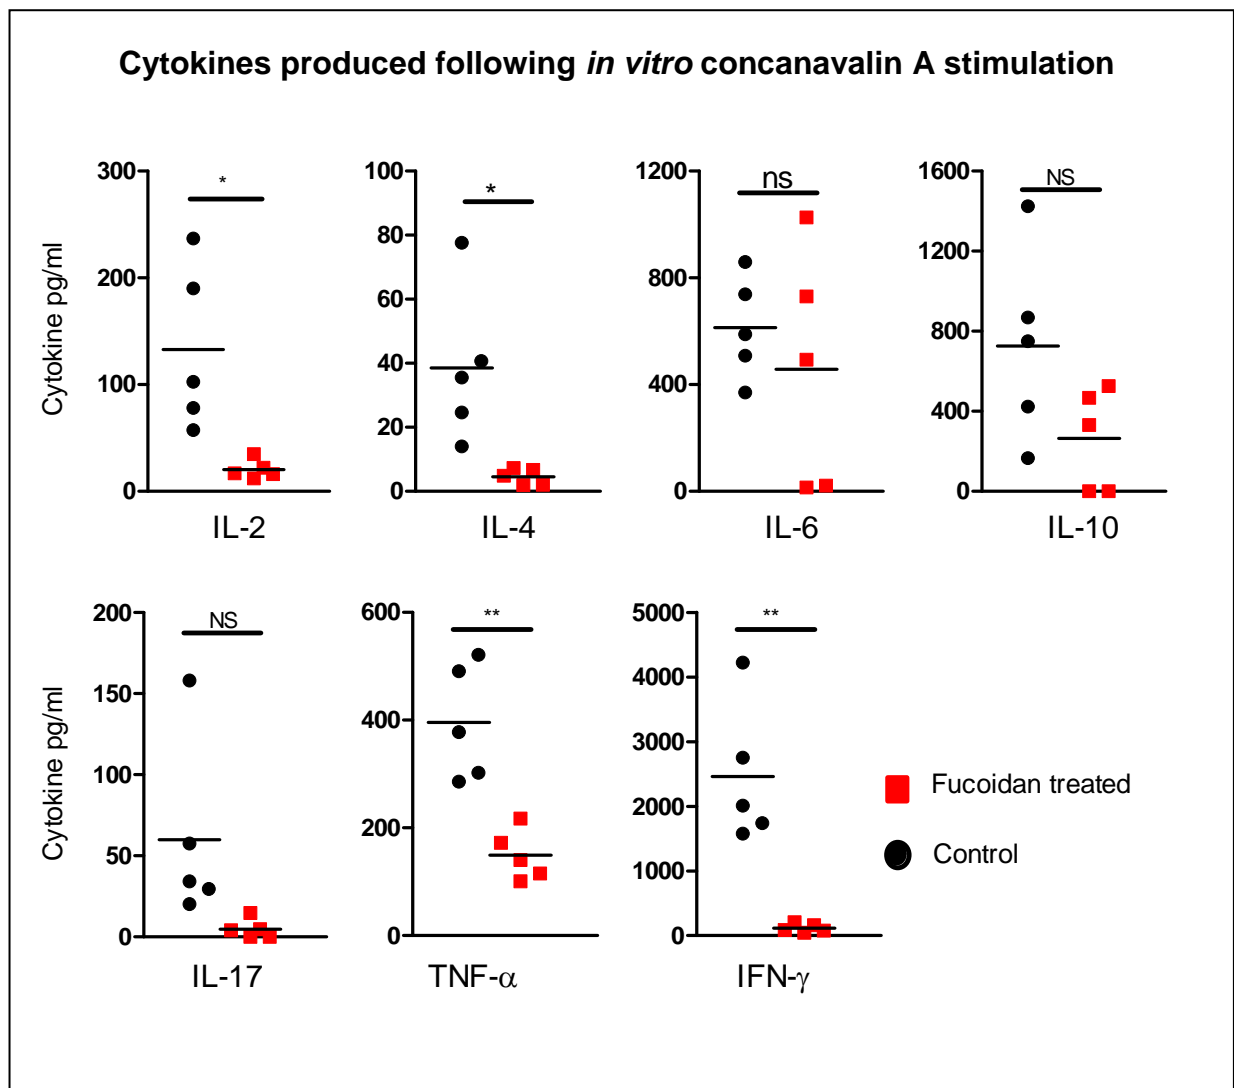 Cytokines produced following in vitro concanavalin A stimulation
Cytokine pg/ml
300
200
100
0
*
IL-2
100
80
60
40
20
0
*
IL-4
1200
800
400
0
ns
IL-6
1600
1200
800
400
0
NS
IL-10
Cytokine pg/ml
200
150
100
50
0
NS
IL-17
600
400
200
0
**
TNF-α
5000
4000
3000
2000
1000
0
**
IFN-γ
Fucoidan treated
Control